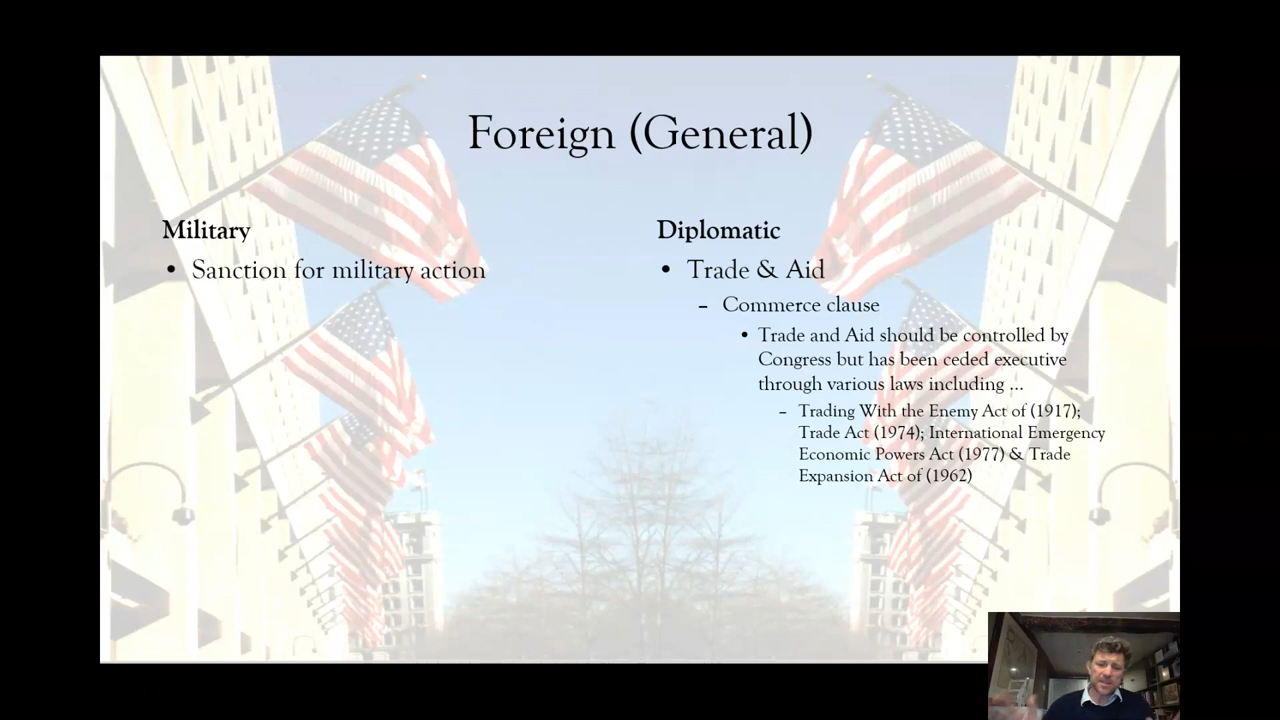 Foreign (General)
Military
• Sanction for military action
Diplomatic
• Trade & Aid
– Commerce clause
• Trade and Aid should be controlled by
Congress but has been ceded executive
through various laws including ...
– Trading With the Enemy Act of (1917);
Trade Act (1974); International Emergency
Economic Powers Act (1977) & Trade
Expansion Act of (1962)